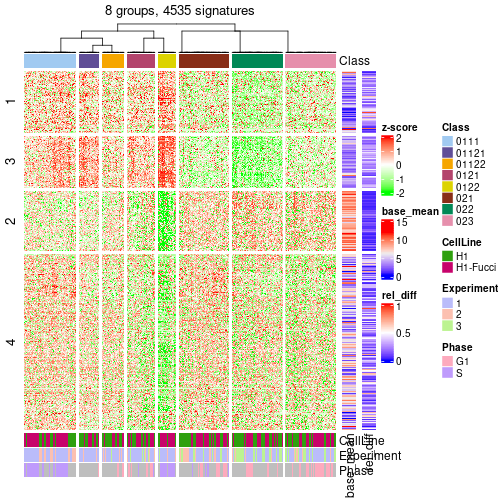 8 groups, 4535 signatures
Class
1
3
2
4
z-score
2
1
0
-1
-2
base_mean
15
10
5
0
rel_diff
1
0.5
0
Class
0111
01121
01122
0121
0122
021
022
023
CellLine
H1
H1-Fucci
Experiment
1
2
3
Phase
G1
S
CellLine
Experiment
Phase
base_mean
rel_diff